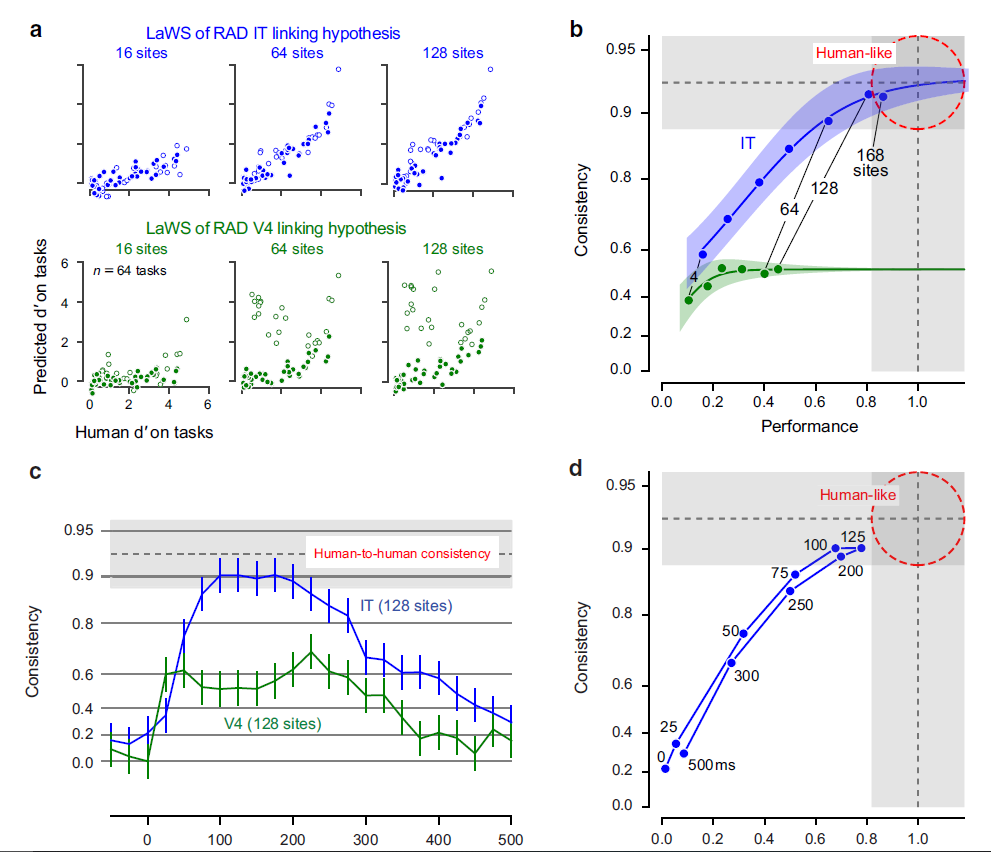 a
LaWS of RAD IT linking hypothesis
16 sites
64 sites
128 sites
LaWS of RAD V4 linking hypothesis
16 sites
64 sites
128 sites
n = 64 tasks
6
4
2
0
Predicted d′ on tasks
0 2 4 6
Human d′ on tasks
b
0.95
0.9
0.8
0.6
0.4
0.2
0.0
Consistency
Human-like
IT
168
sites
128
64
4
0.0 0.2 0.4 0.6 0.8 1.0
Performance
c
0.95
0.9
0.8
0.6
0.4
0.2
0.0
Consistency
Human-to-human consistency
IT (128 sites)
V4 (128 sites)
0 100 200 300 400 500
d
0.95
0.9
0.8
0.6
0.4
0.2
0.0
Consistency
Human-like
100
125
75
200
250
50
300
25
0
500 ms
0.0 0.2 0.4 0.6 0.8 1.0